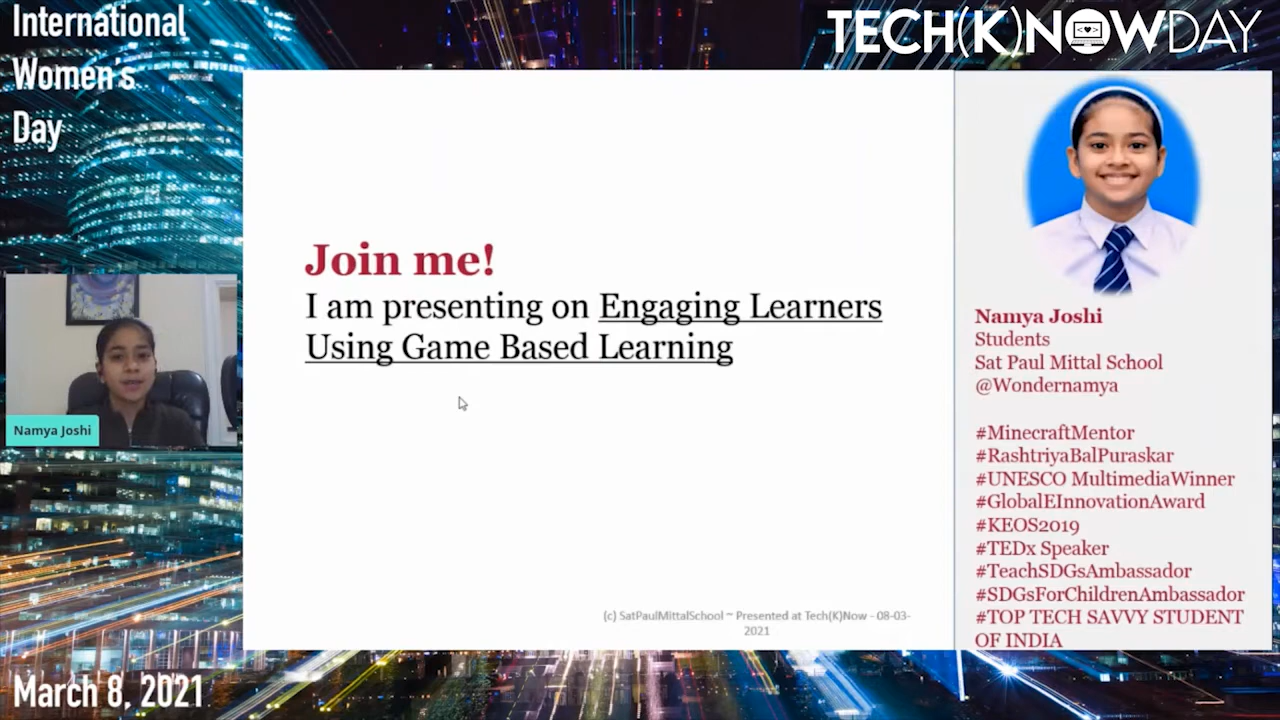 International
Women's
Day
TECH(K)NOWDAY
Join me!
I am presenting on Engaging Learners
Using Game Based Learning
(c) SatPaulMittalSchool ~ Presented at Tech(K)Now - 08-03-
2021
Namya Joshi
Students
Sat Paul Mittal School
@Wondernamya
#MinecraftMentor
#RashtriyaBalPuraskar
#UNESCO MultimediaWinner
#GlobalEInnovationAward
#KEOS2019
#TEDx Speaker
#TeachSDGsAmbassador
#SDGsForChildrenAmbassador
#TOP TECH SAVVY STUDENT
OF INDIA
Namya Joshi
March 8, 2021